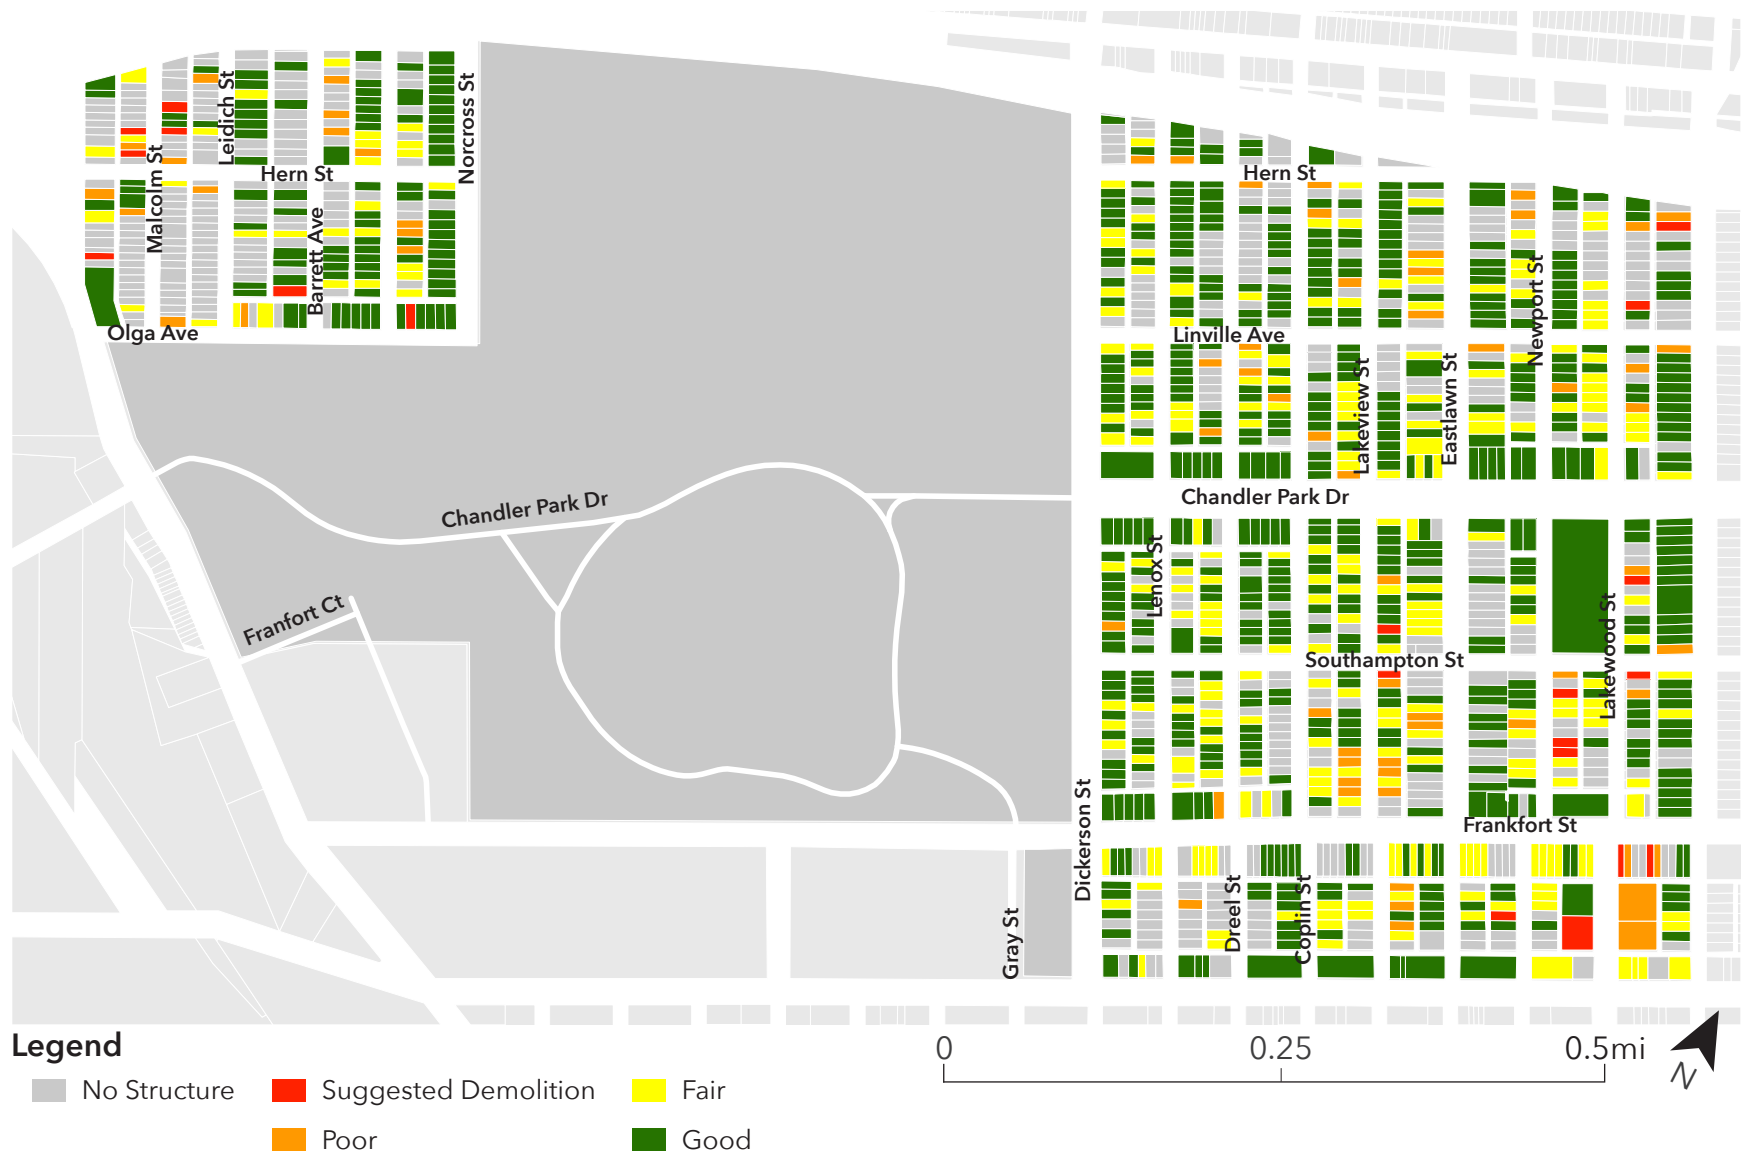 Leidich St
Norcross St
Malcolm St
Hern St
Barrett Ave
Olga Ave
Hern St
Linville Ave
Newport St
Lakeview St
Eastlawn St
Chandler Park Dr
Chandler Park Dr
Lenox St
Franfort Ct
Southampton St
Lakewood St
Dickerson St
Frankfort St
Gray St
Dreel St
Coplin St
Legend
No Structure
Suggested Demolition
Fair
Poor
Good
0 0.25 0.5mi
N